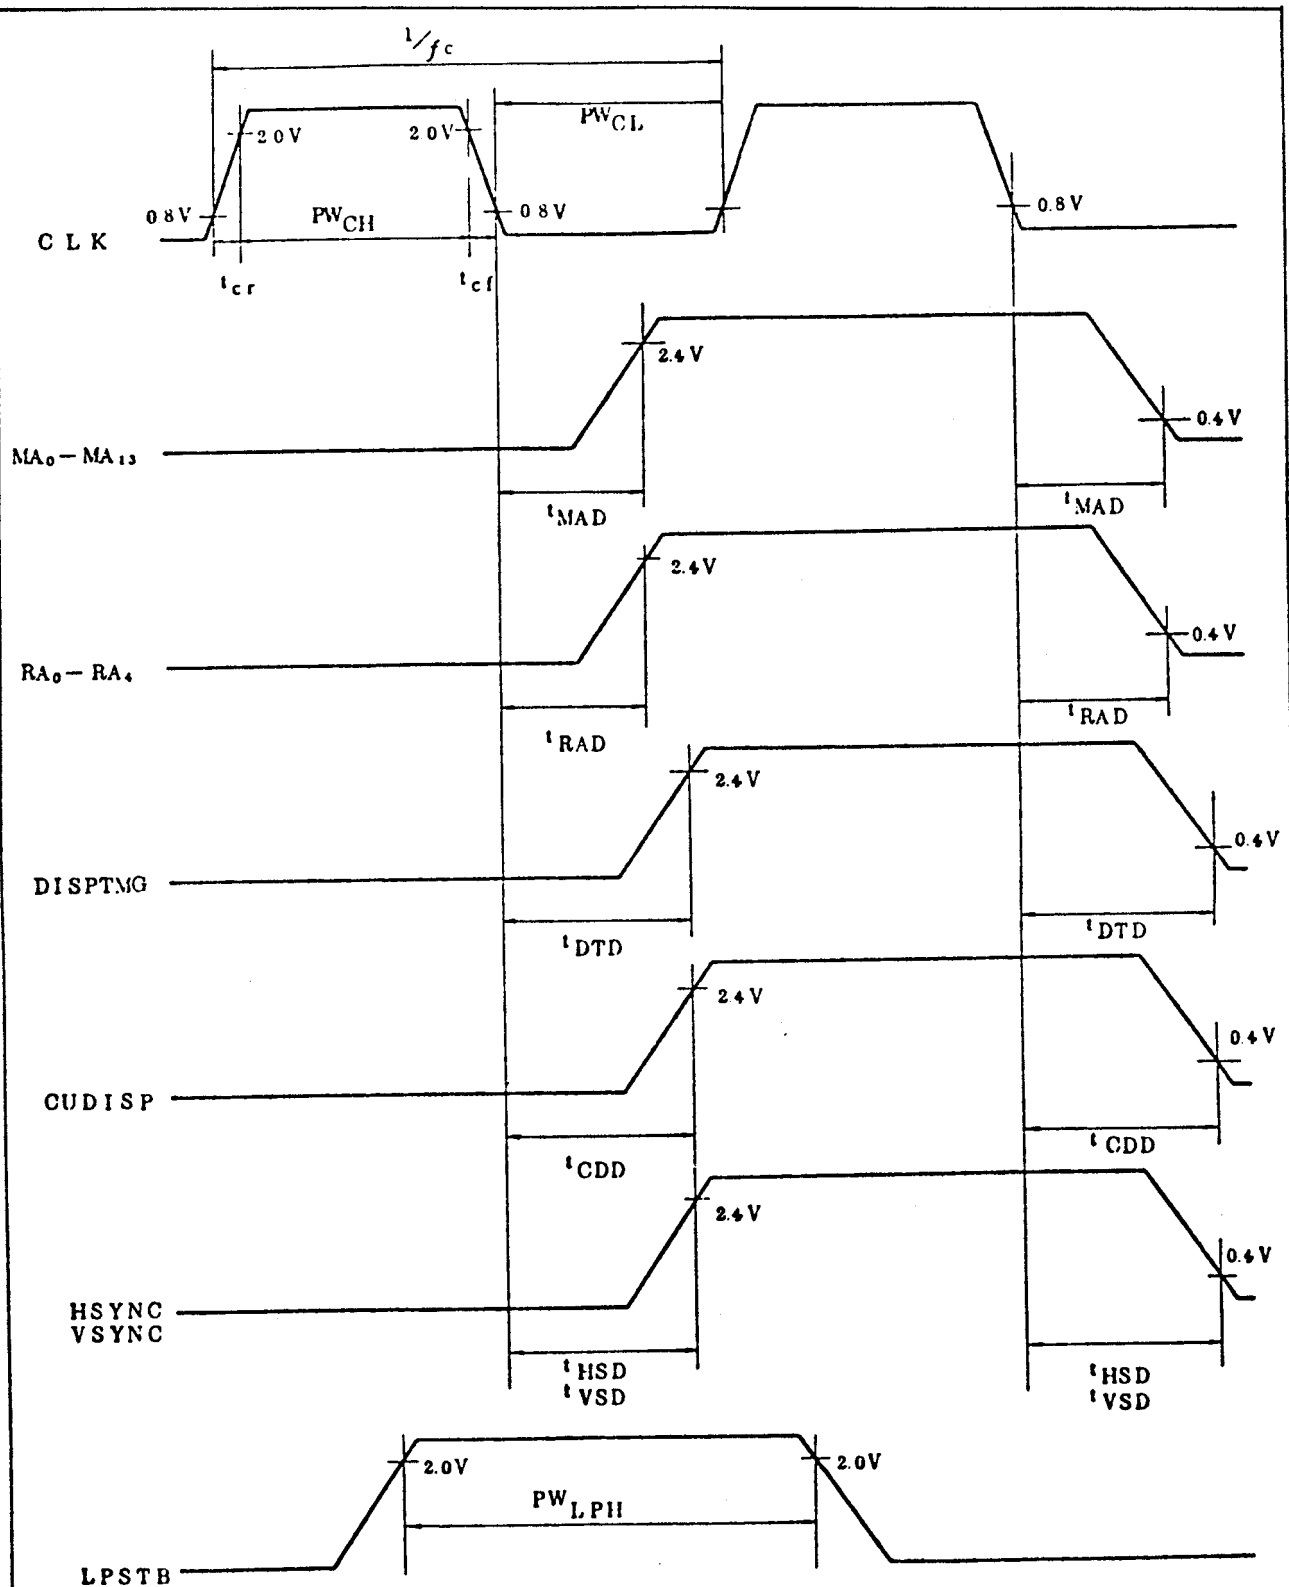 1/fc
2.0V
2.0V
PWCL
0.8V
PWCH
0.8V
0.8V
CLK
tcr
tcf
2.4V
0.4V
MA0−MA13
tMAD
tMAD
2.4V
0.4V
RA0−RA4
tRAD
tRAD
2.4V
0.4V
DISPTMG
tDTD
tDTD
2.4V
0.4V
CUDISP
tCDD
tCDD
2.4V
0.4V
HSYNC
VSYNC
tHSD
tVSD
tHSD
tVSD
2.0V
2.0V
PWLPH
LPSTB